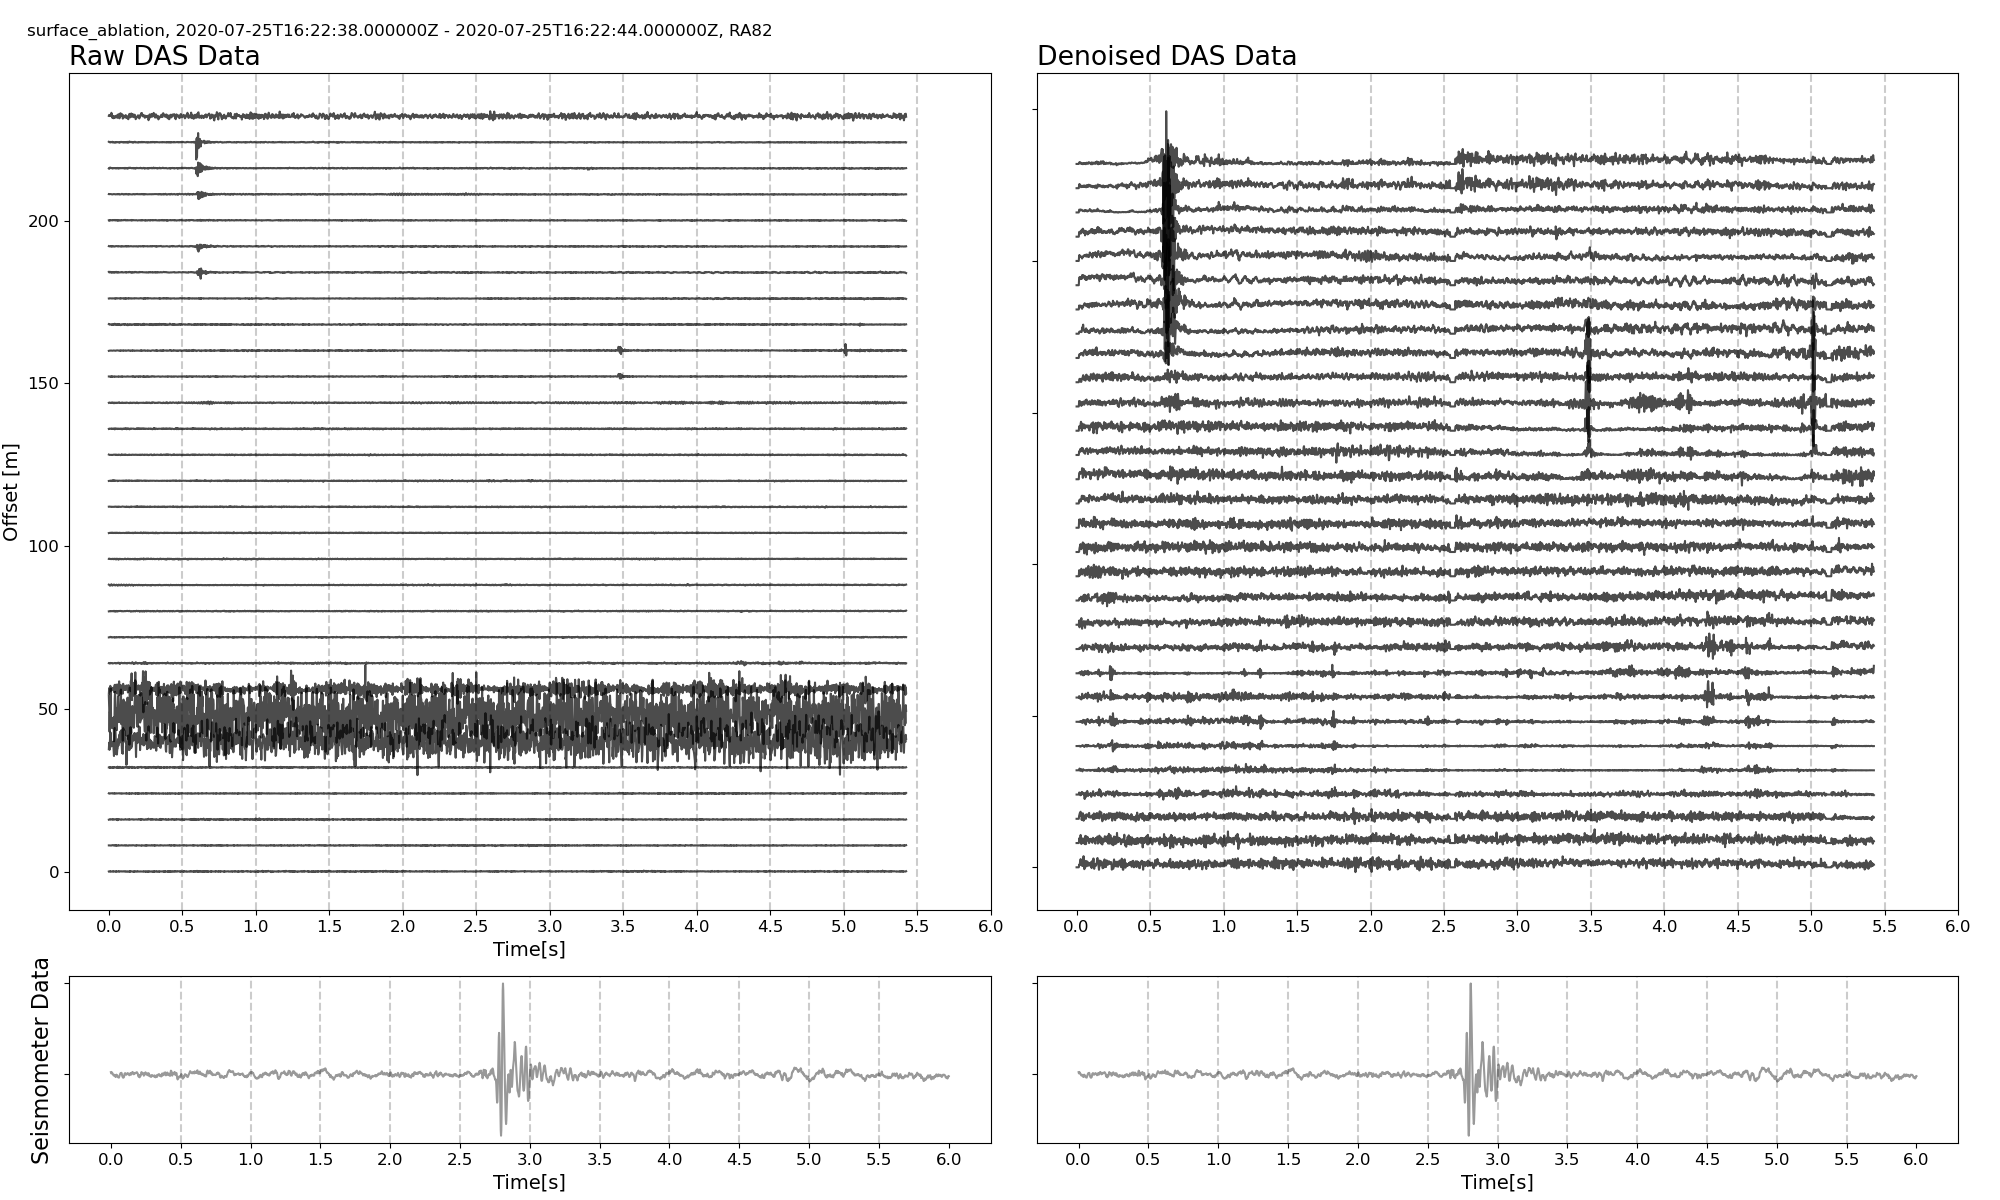 surface_ablation, 2020-07-25T16:22:38.000000Z - 2020-07-25T16:22:44.000000Z, RA82
Raw DAS Data
Denoised DAS Data
Offset [m]
200
150
100
50
0
0.0 0.5 1.0 1.5 2.0 2.5 3.0 3.5 4.0 4.5 5.0 5.5 6.0
Time[s]
0.0 0.5 1.0 1.5 2.0 2.5 3.0 3.5 4.0 4.5 5.0 5.5 6.0
Seismometer Data
0.0 0.5 1.0 1.5 2.0 2.5 3.0 3.5 4.0 4.5 5.0 5.5 6.0
Time[s]
0.0 0.5 1.0 1.5 2.0 2.5 3.0 3.5 4.0 4.5 5.0 5.5 6.0
Time[s]